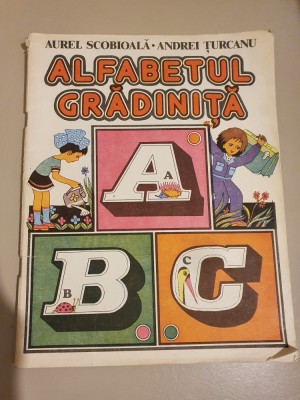 AUREL SCOBIOALĂ · ANDREI ȚURCANU
ALFABETUL
GRĂDINIȚĂ
A
A
B
B
C
C